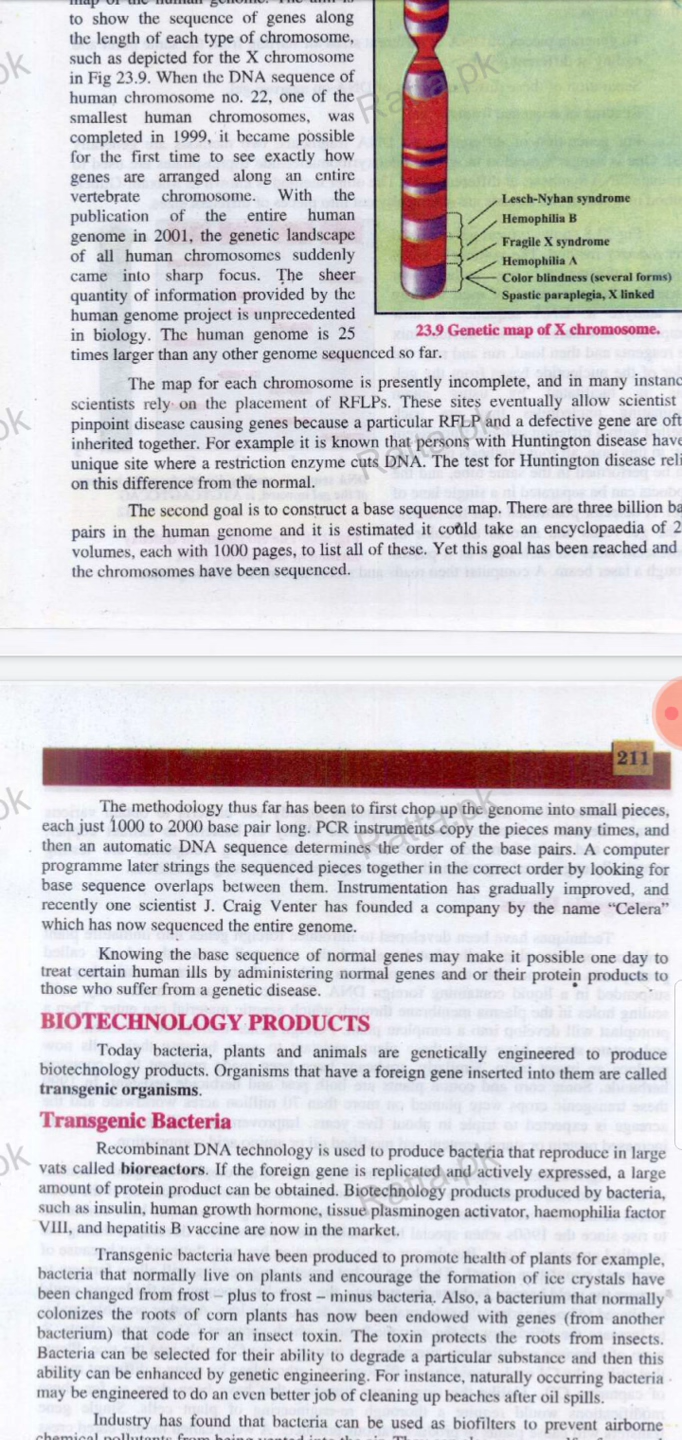 to show the sequence of genes along
the length of each type of chromosome,
such as depicted for the X chromosome
in Fig 23.9. When the DNA sequence of
human chromosome no. 22, one of the
smallest human chromosomes, was
completed in 1999, it became possible
for the first time to see exactly how
genes are arranged along an entire
vertebrate chromosome. With the
publication of the entire human
genome in 2001, the genetic landscape
of all human chromosomes suddenly
came into sharp focus. The sheer
quantity of information provided by the
human genome project is unprecedented
in biology. The human genome is 25
times larger than any other genome sequenced so far.
Lesch-Nyhan syndrome
Hemophilia B
Fragile X syndrome
Hemophilia A
Color blindness (several forms)
Spastic paraplegia, X linked
23.9 Genetic map of X chromosome.
The map for each chromosome is presently incomplete, and in many instanc
scientists rely on the placement of RFLPs. These sites eventually allow scientist
pinpoint disease causing genes because a particular RFLP and a defective gene are oft
inherited together. For example it is known that persons with Huntington disease have
unique site where a restriction enzyme cuts DNA. The test for Huntington disease reli
on this difference from the normal.
The second goal is to construct a base sequence map. There are three billion ba
pairs in the human genome and it is estimated it could take an encyclopaedia of 2
volumes, each with 1000 pages, to list all of these. Yet this goal has been reached and
the chromosomes have been sequenced.
211
The methodology thus far has been to first chop up the genome into small pieces,
each just 1000 to 2000 base pair long. PCR instruments copy the pieces many times, and
then an automatic DNA sequence determines the order of the base pairs. A computer
programme later strings the sequenced pieces together in the correct order by looking for
base sequence overlaps between them. Instrumentation has gradually improved, and
recently one scientist J. Craig Venter has founded a company by the name “Celera”
which has now sequenced the entire genome.
Knowing the base sequence of normal genes may make it possible one day to
treat certain human ills by administering normal genes and or their protein products to
those who suffer from a genetic disease.
BIOTECHNOLOGY PRODUCTS
Today bacteria, plants and animals are genetically engineered to produce
biotechnology products. Organisms that have a foreign gene inserted into them are called
transgenic organisms.
Transgenic Bacteria
Recombinant DNA technology is used to produce bacteria that reproduce in large
vats called bioreactors. If the foreign gene is replicated and actively expressed, a large
amount of protein product can be obtained. Biotechnology products produced by bacteria,
such as insulin, human growth hormone, tissue plasminogen activator, haemophilia factor
VIII, and hepatitis B vaccine are now in the market.
Transgenic bacteria have been produced to promote health of plants for example,
bacteria that normally live on plants and encourage the formation of ice crystals have
been changed from frost – plus to frost – minus bacteria. Also, a bacterium that normally
colonizes the roots of corn plants has now been endowed with genes (from another
bacterium) that code for an insect toxin. The toxin protects the roots from insects.
Bacteria can be selected for their ability to degrade a particular substance and then this
ability can be enhanced by genetic engineering. For instance, naturally occurring bacteria
may be engineered to do an even better job of cleaning up beaches after oil spills.
Industry has found that bacteria can be used as biofilters to prevent airborne
Ratta.pk
Ratta.pk
Ratta.pk
Ratta.pk